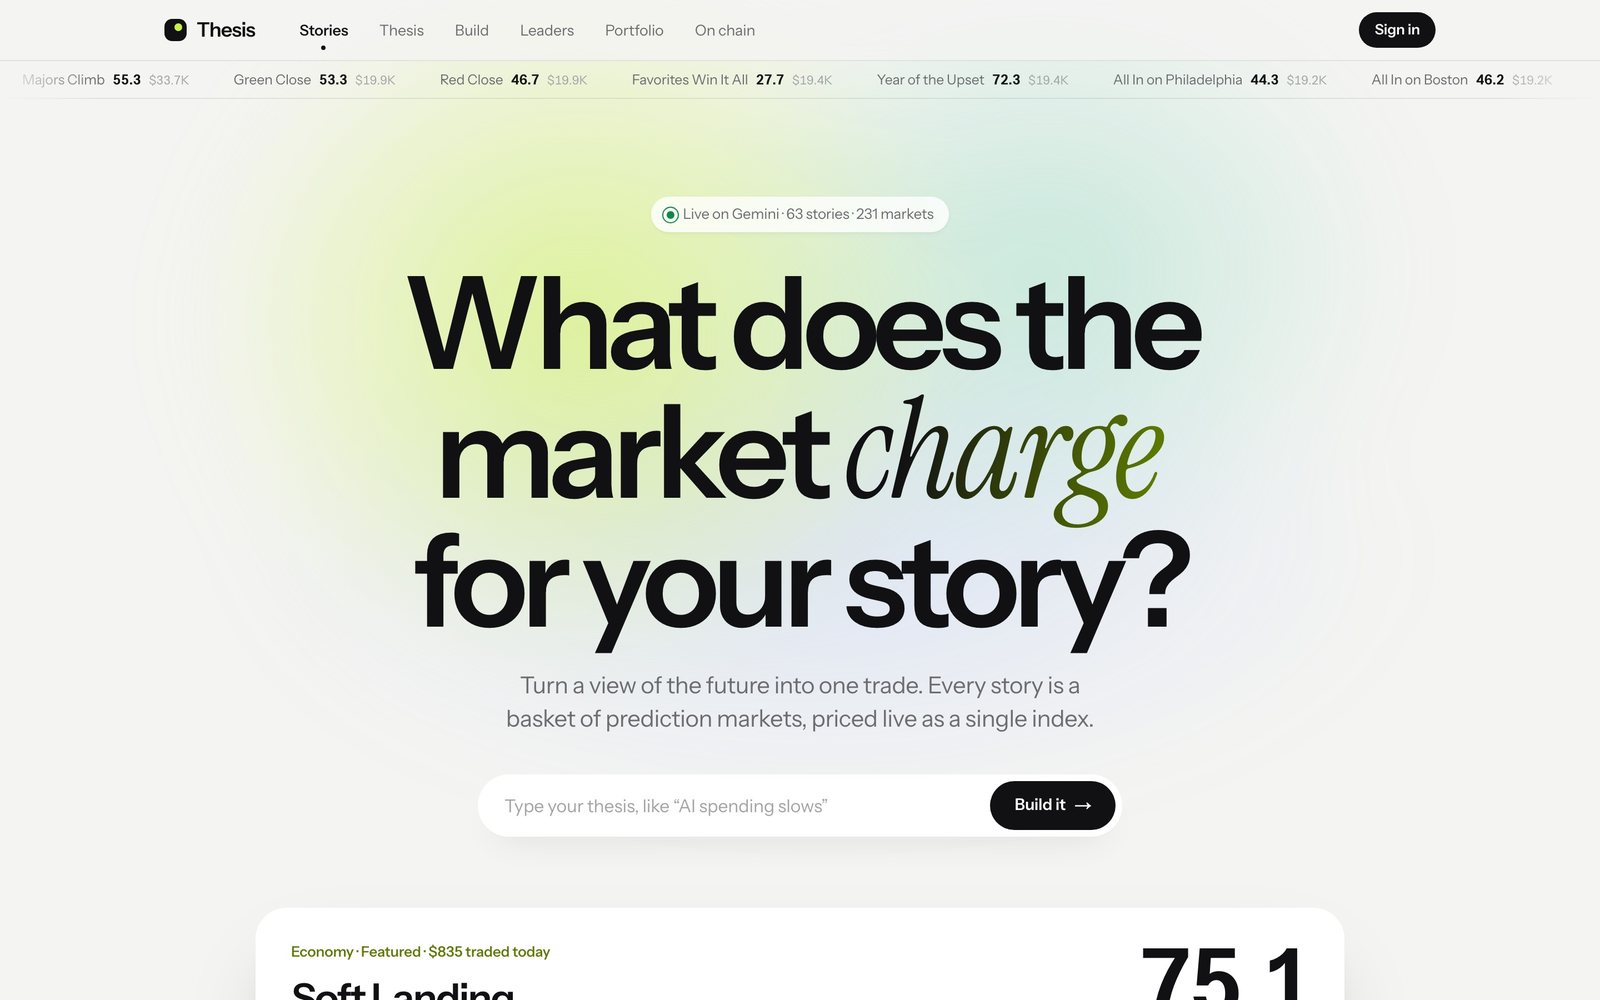 Thesis
Stories Thesis Build Leaders Portfolio On chain
Sign in
Majors Climb 55.3 $33.7K Green Close 53.3 $19.9K Red Close 46.7 $19.9K Favorites Win It All 27.7 $19.4K Year of the Upset 72.3 $19.4K All In on Philadelphia 44.3 $19.2K All In on Boston 46.2 $19.2K
Live on Gemini · 63 stories · 231 markets
What does the
market charge
for your story?
Turn a view of the future into one trade. Every story is a
basket of prediction markets, priced live as a single index.
Type your thesis, like “AI spending slows”
Build it →
Economy · Featured · $835 traded today
Soft Landing
75.1